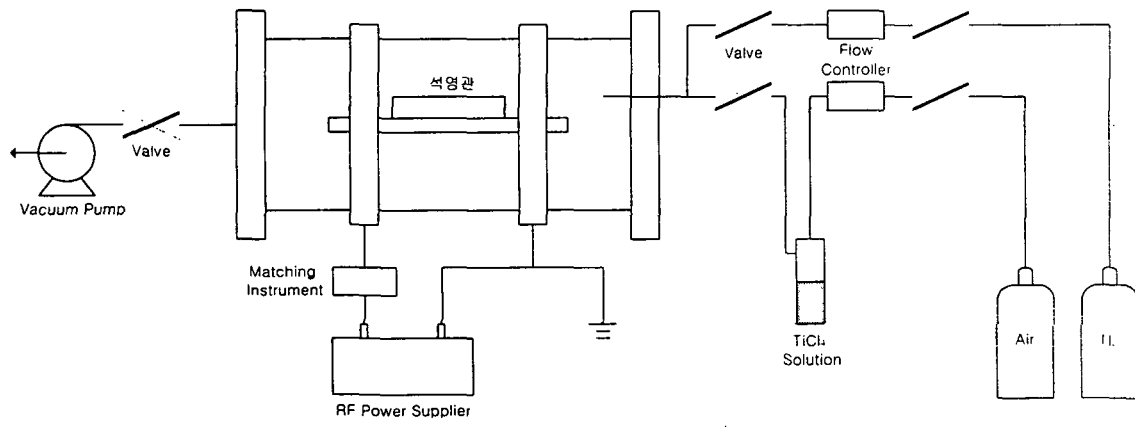 Valve
Flow
Controller
석영관
Valve
Vacuum Pump
Matching
Instrument
TiCl₄
Solution
Air
RF Power Supplier